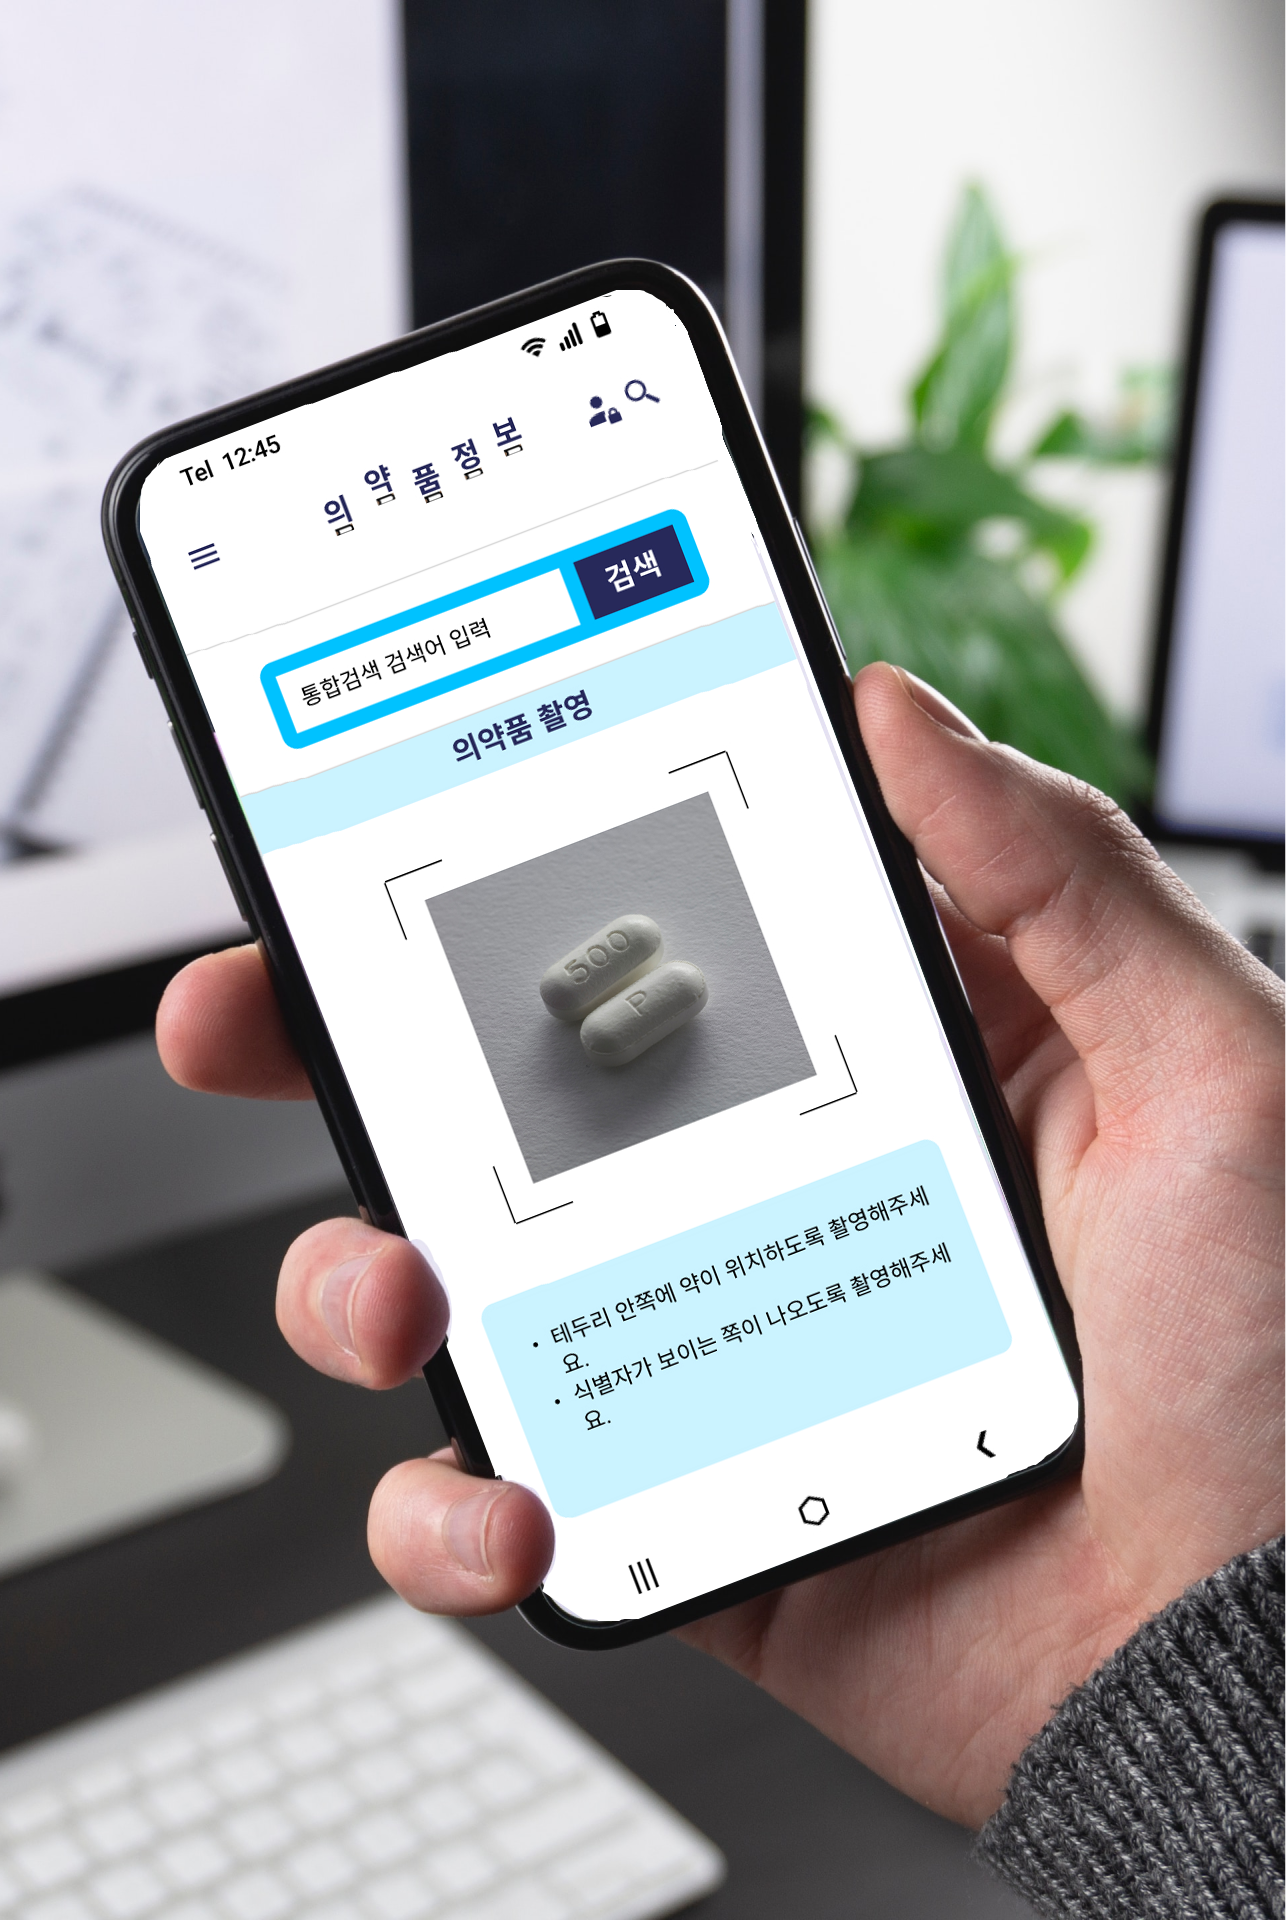 Tel 12:45
의약품정보
통합검색 검색어 입력
검색
의약품 촬영
500
P
• 테두리 안쪽에 약이 위치하도록 촬영해주세
요.
• 식별자가 보이는 쪽이 나오도록 촬영해주세
요.